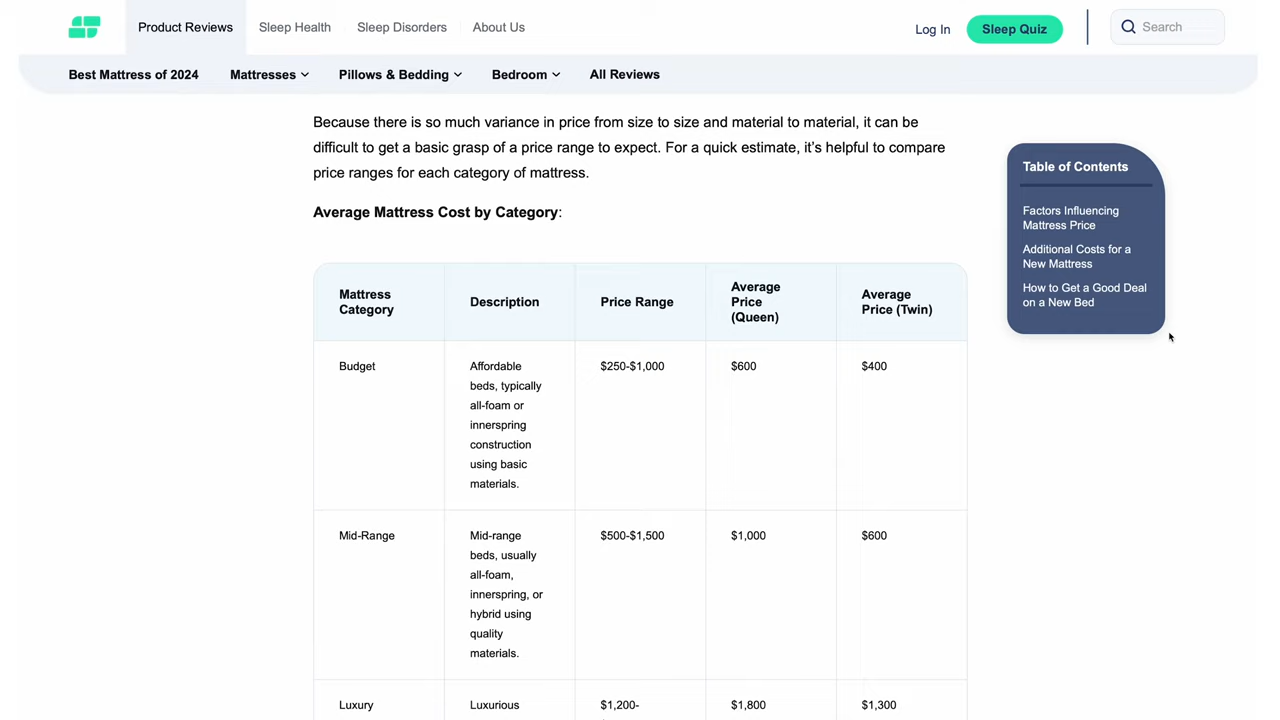 Product Reviews
Sleep Health
Sleep Disorders
About Us
Log In
Sleep Quiz
Search
Best Mattress of 2024
Mattresses
Pillows & Bedding
Bedroom
All Reviews
Because there is so much variance in price from size to size and material to material, it can be
difficult to get a basic grasp of a price range to expect. For a quick estimate, it’s helpful to compare
price ranges for each category of mattress.
Average Mattress Cost by Category:
Mattress
Category
Description
Price Range
Average
Price
(Queen)
Average
Price (Twin)
Budget
Affordable
beds, typically
all-foam or
innerspring
construction
using basic
materials.
$250-$1,000
$600
$400
Mid-Range
Mid-range
beds, usually
all-foam,
innerspring, or
hybrid using
quality
materials.
$500-$1,500
$1,000
$600
Luxury
Luxurious
$1,200-
$1,800
$1,300
Table of Contents
Factors Influencing
Mattress Price
Additional Costs for a
New Mattress
How to Get a Good Deal
on a New Bed